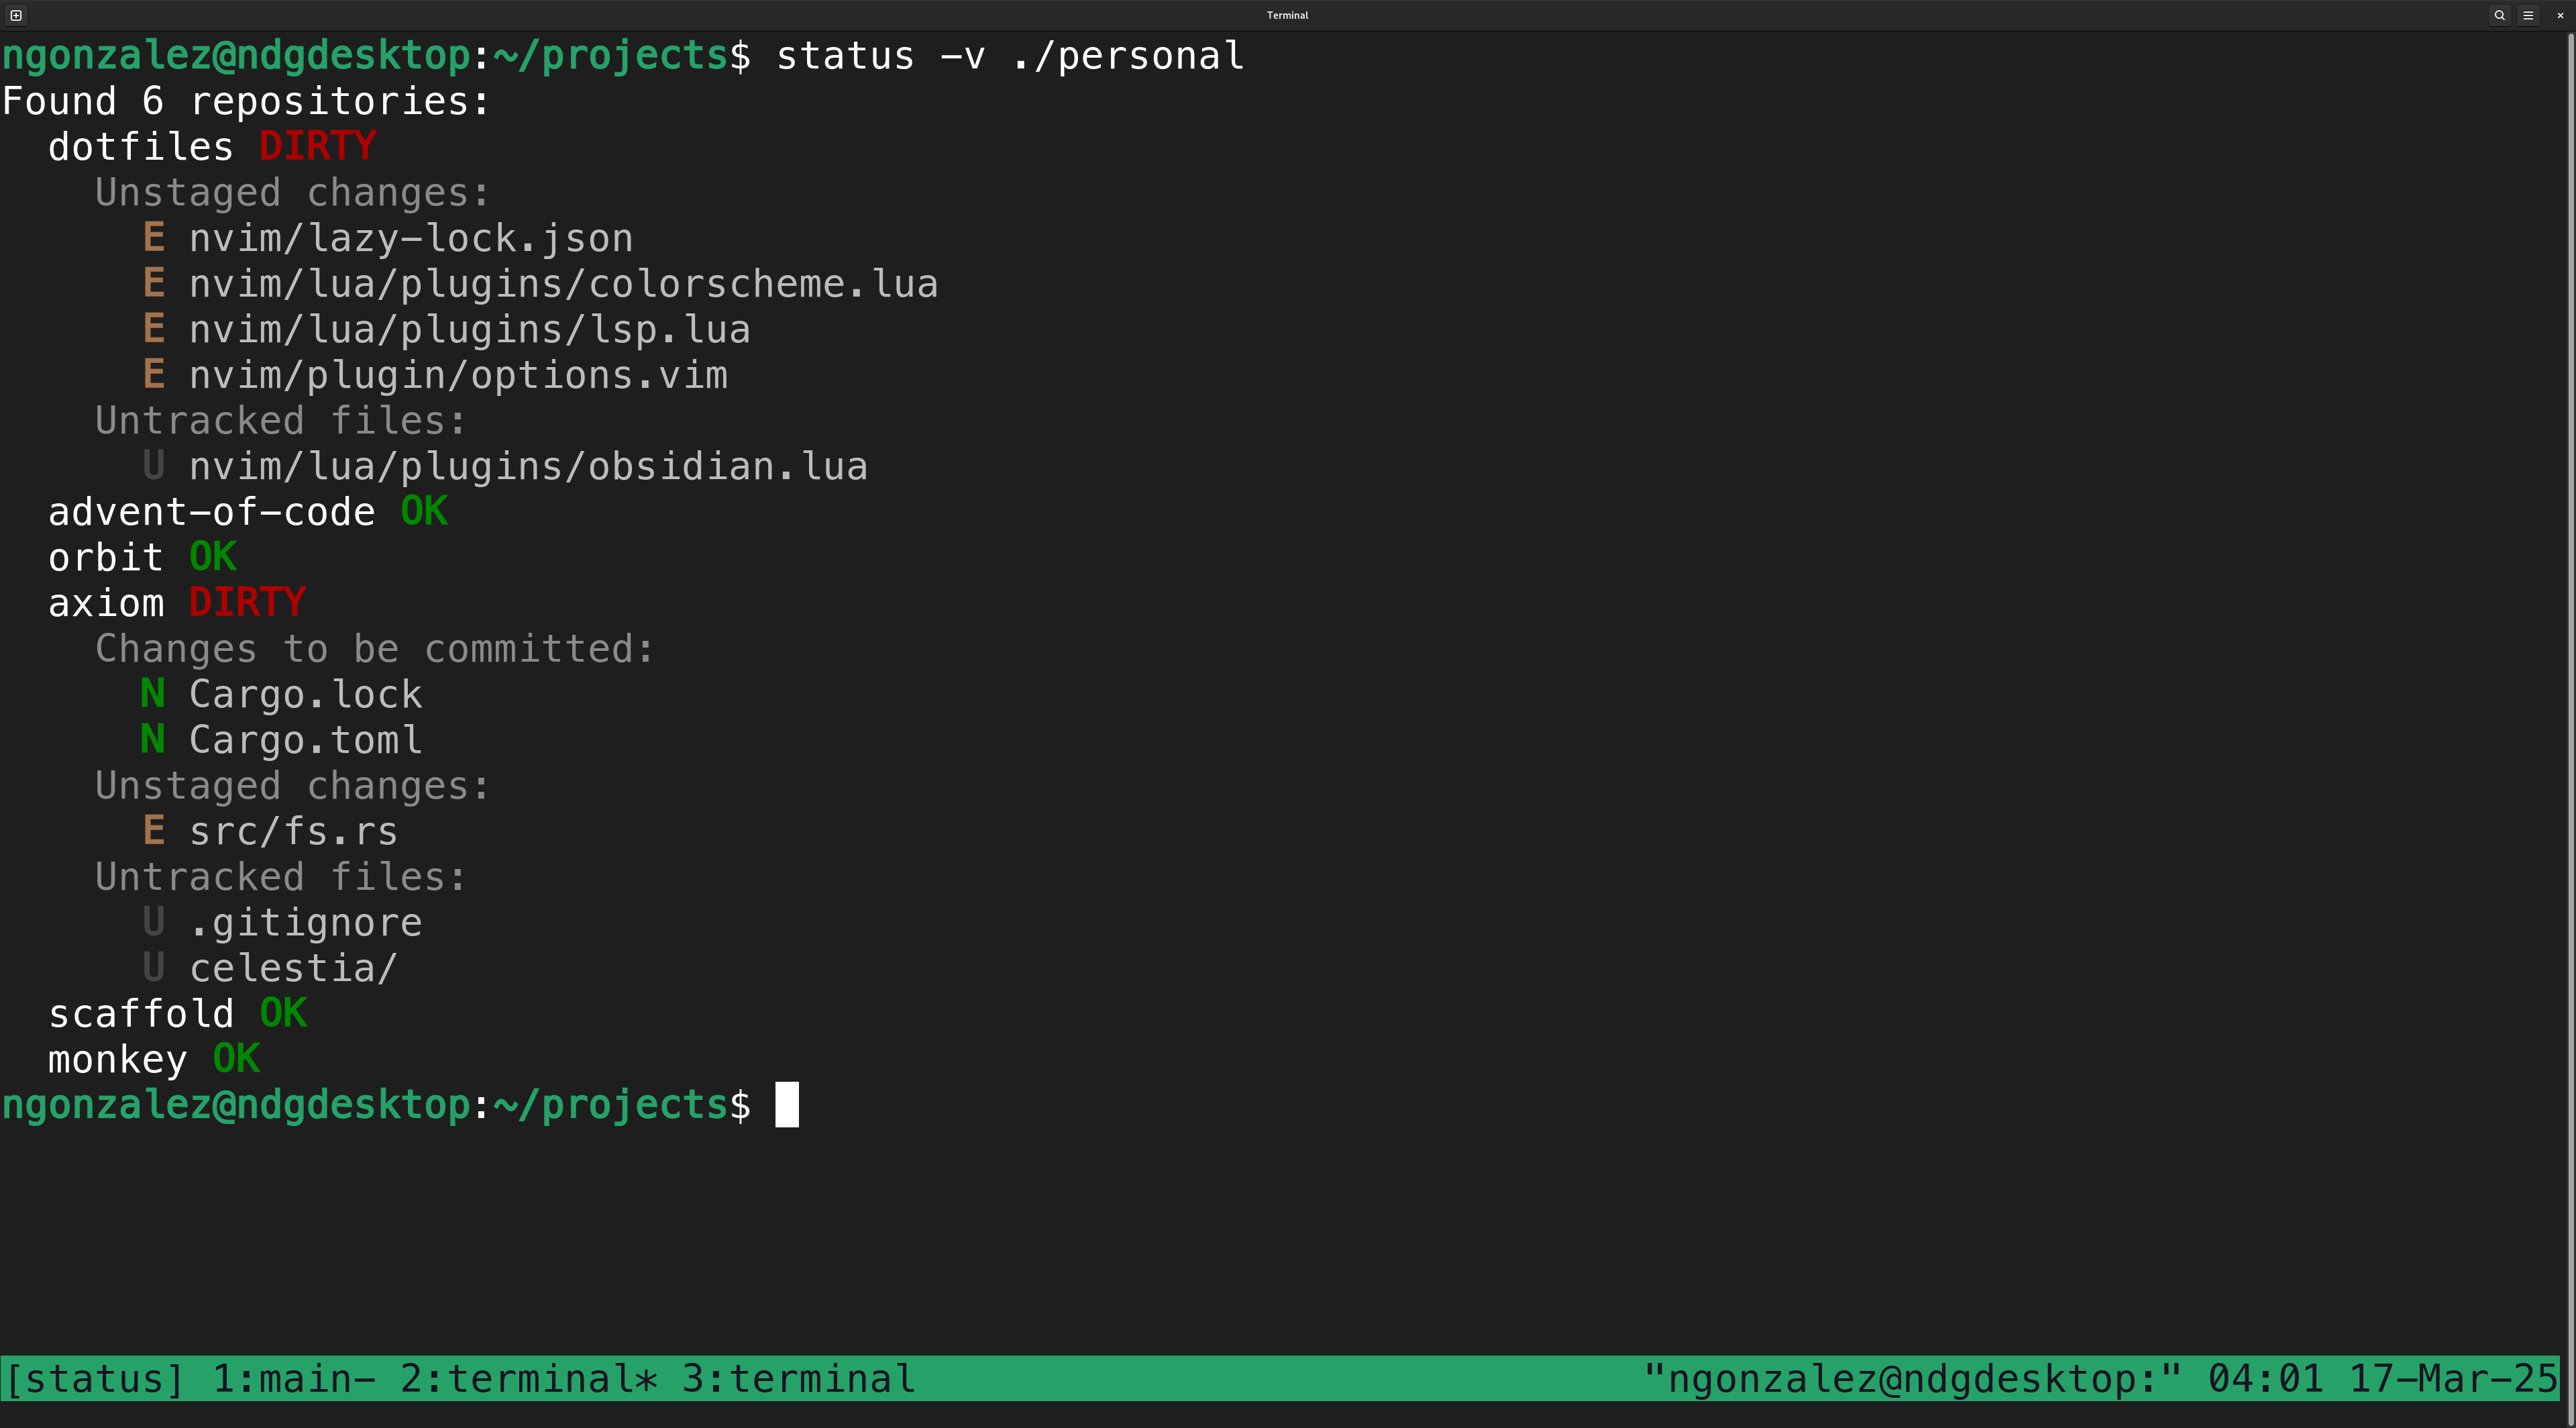 Terminal
ngonzalez@ndgdesktop:~/projects$ status -v ./personal
Found 6 repositories:
  dotfiles DIRTY
    Unstaged changes:
      E nvim/lazy-lock.json
      E nvim/lua/plugins/colorscheme.lua
      E nvim/lua/plugins/lsp.lua
      E nvim/plugin/options.vim
    Untracked files:
      U nvim/lua/plugins/obsidian.lua
  advent-of-code OK
  orbit OK
  axiom DIRTY
    Changes to be committed:
      N Cargo.lock
      N Cargo.toml
    Unstaged changes:
      E src/fs.rs
    Untracked files:
      U .gitignore
      U celestia/
  scaffold OK
  monkey OK
ngonzalez@ndgdesktop:~/projects$
[status] 1:main- 2:terminal* 3:terminal "ngonzalez@ndgdesktop:" 04:01 17-Mar-25